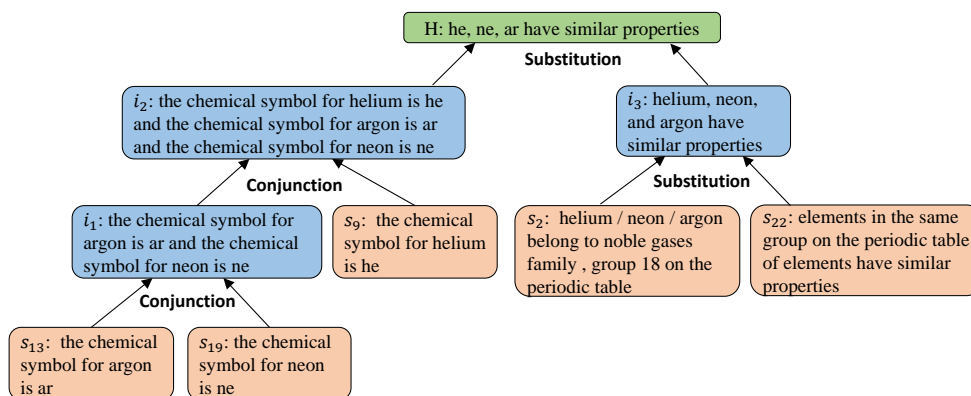 H: he, ne, ar have similar properties
Substitution
i₂: the chemical symbol for helium is he
and the chemical symbol for argon is ar
and the chemical symbol for neon is ne
i₃: helium, neon,
and argon have
similar properties
Conjunction
Substitution
i₁: the chemical symbol for
argon is ar and the chemical
symbol for neon is ne
s₉: the chemical
symbol for helium
is he
s₂: helium / neon / argon
belong to noble gases
family , group 18 on the
periodic table
s₂₂: elements in the same
group on the periodic table
of elements have similar
properties
Conjunction
s₁₃: the chemical
symbol for argon
is ar
s₁₉: the chemical
symbol for neon
is ne